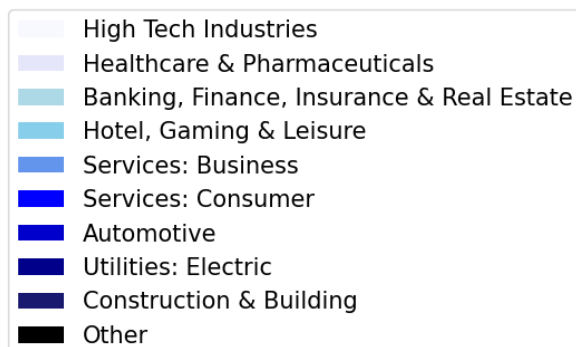 High Tech Industries
Healthcare & Pharmaceuticals
Banking, Finance, Insurance & Real Estate
Hotel, Gaming & Leisure
Services: Business
Services: Consumer
Automotive
Utilities: Electric
Construction & Building
Other